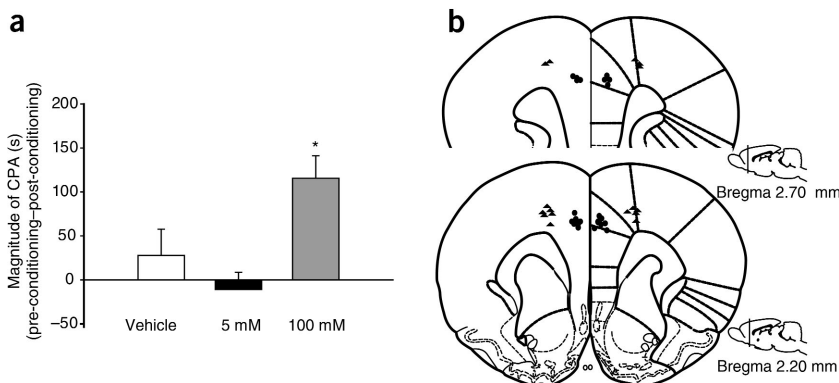 a
b
Magnitude of CPA (s)
(pre-conditioning–post-conditioning)
200
150
100
50
0
–50
*
Vehicle
5 mM
100 mM
Bregma 2.70 mm
Bregma 2.20 mm